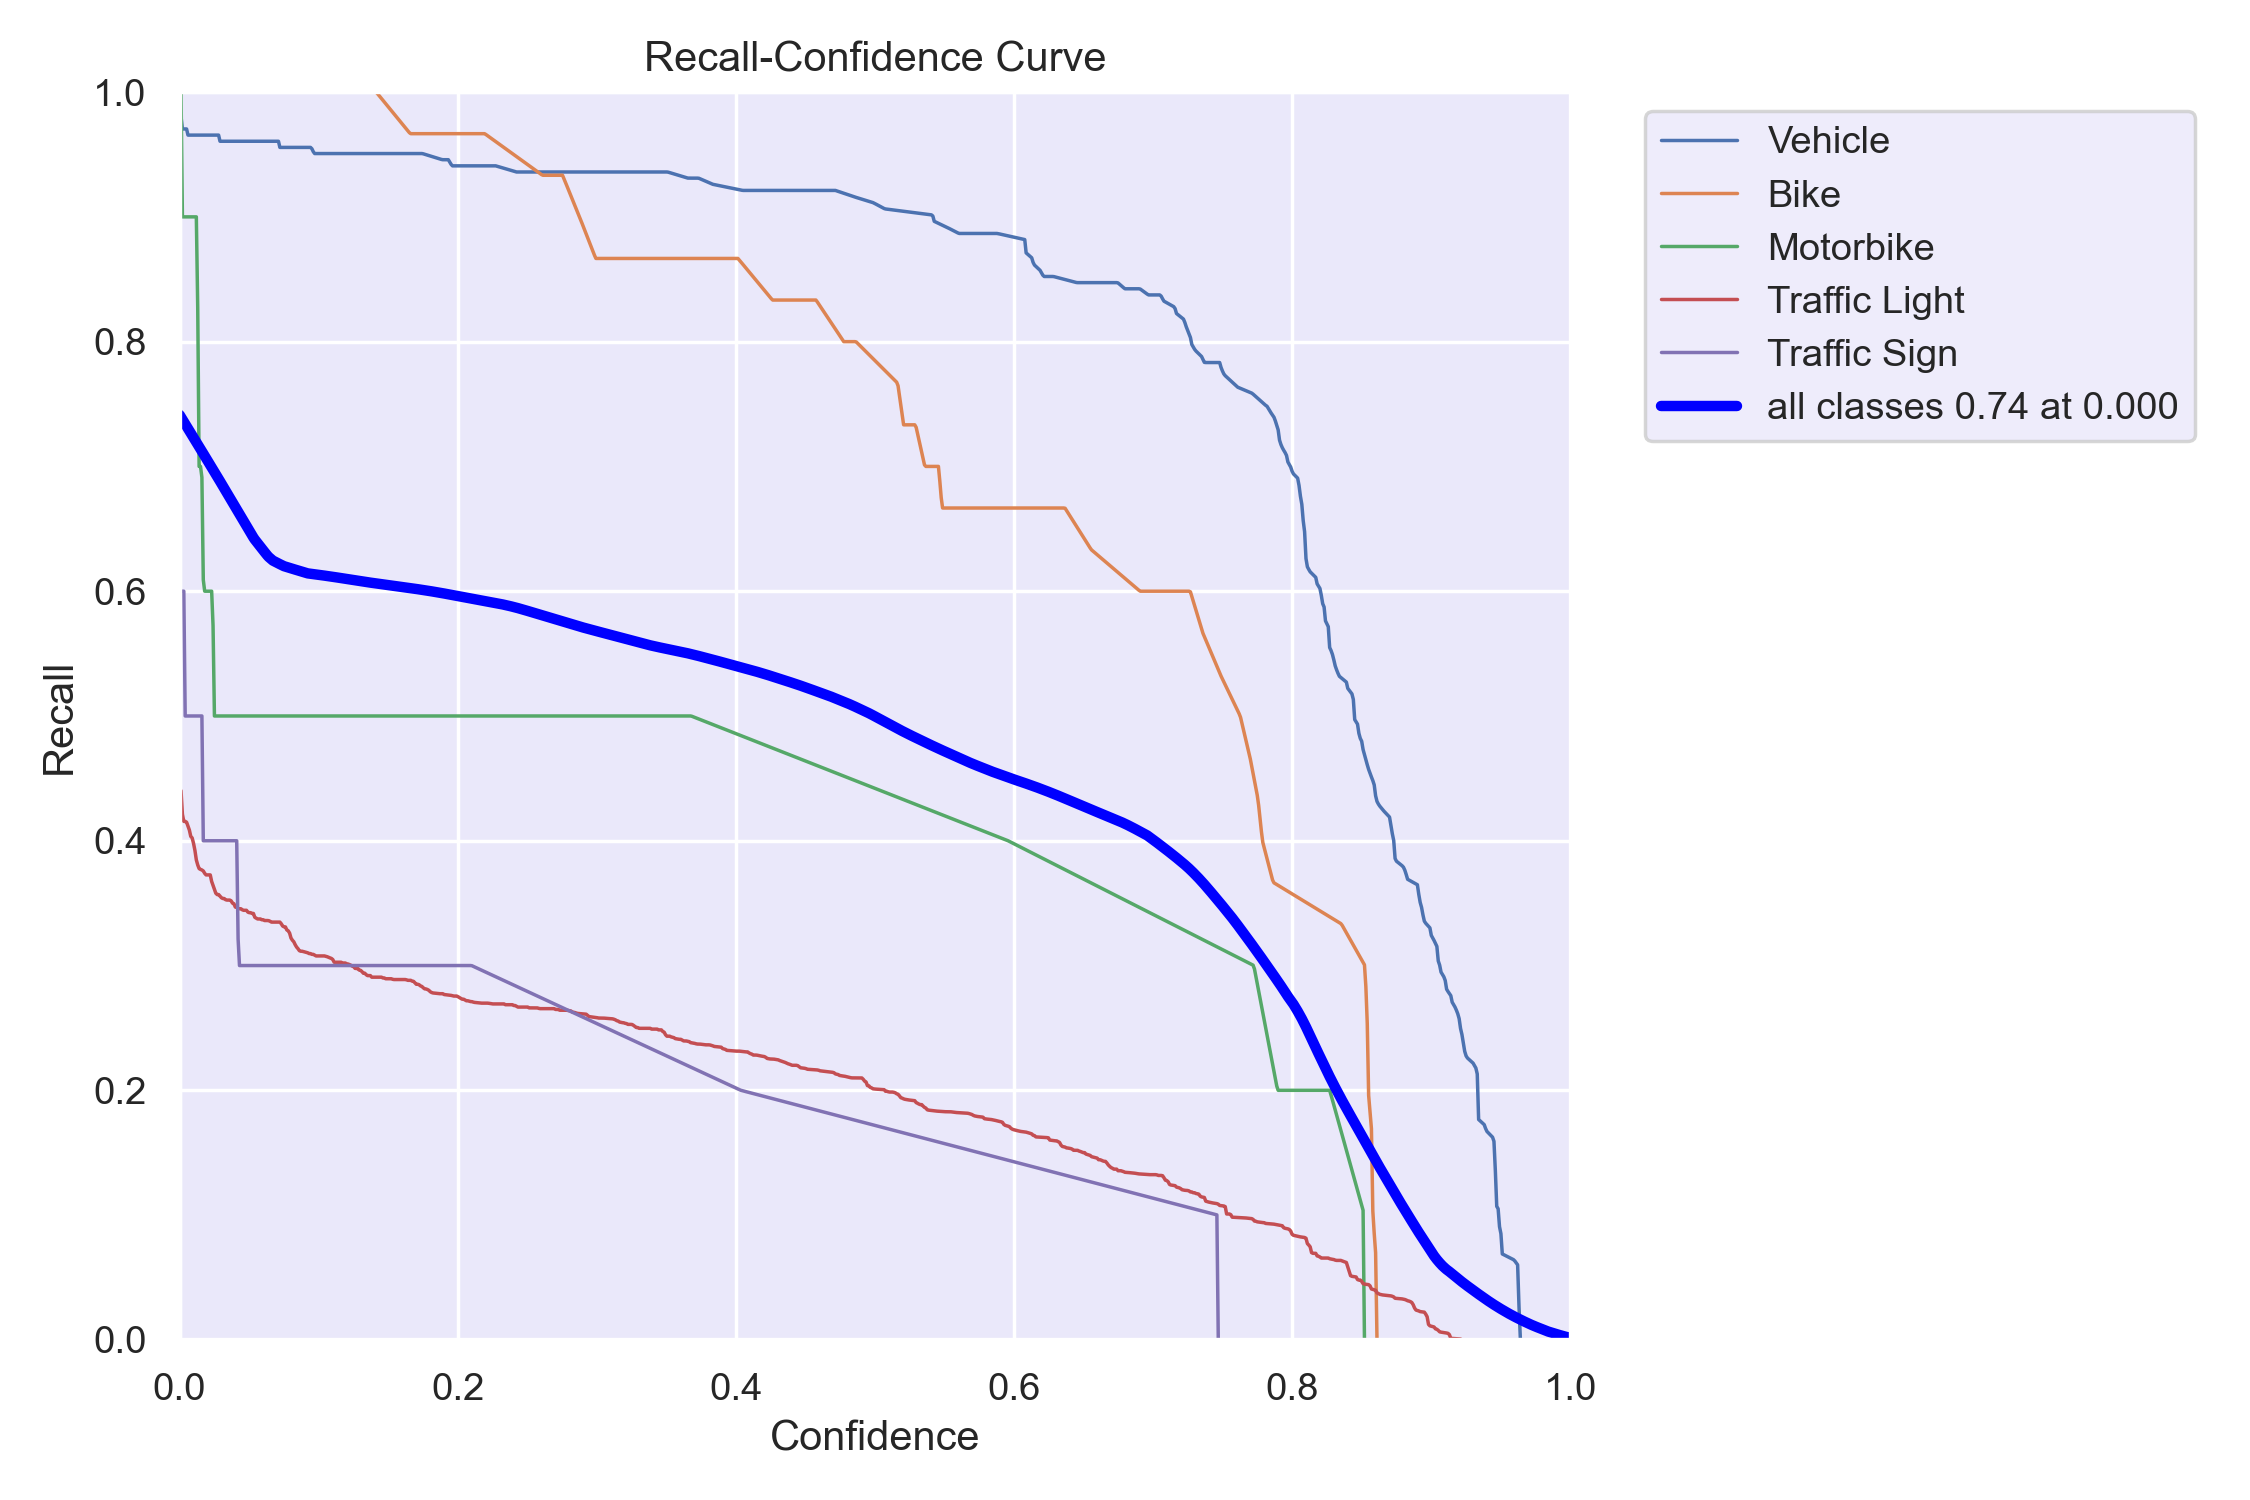 Recall-Confidence Curve
1.0
0.8
0.6
0.4
0.2
0.0
Recall
0.0 0.2 0.4 0.6 0.8 1.0
Confidence
Vehicle
Bike
Motorbike
Traffic Light
Traffic Sign
all classes 0.74 at 0.000